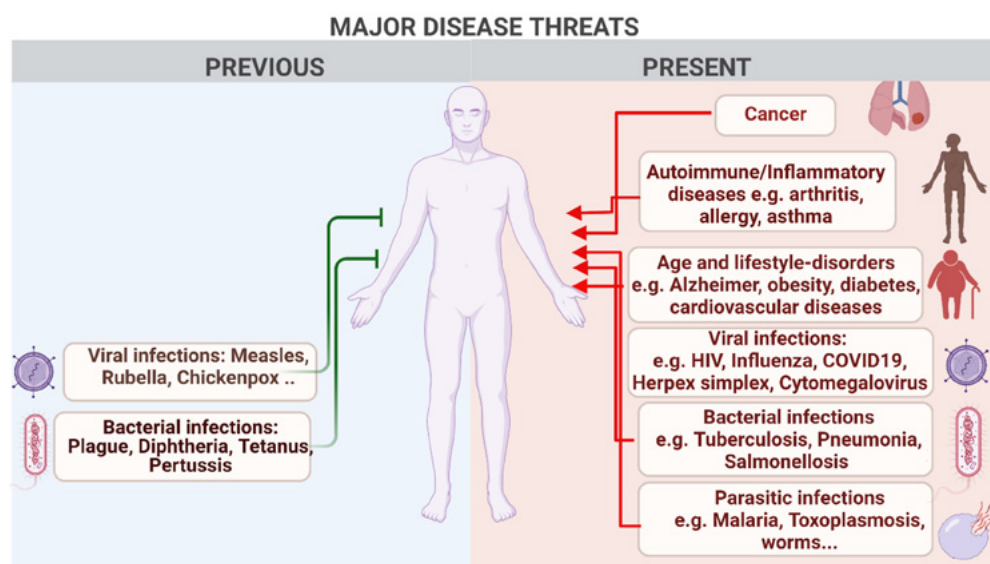 MAJOR DISEASE THREATS
PREVIOUS
PRESENT
Viral infections: Measles,
Rubella, Chickenpox ..
Bacterial infections:
Plague, Diphtheria, Tetanus,
Pertussis
Cancer
Autoimmune/Inflammatory
diseases e.g. arthritis,
allergy, asthma
Age and lifestyle-disorders
e.g. Alzheimer, obesity, diabetes,
cardiovascular diseases
Viral infections:
e.g. HIV, Influenza, COVID19,
Herpex simplex, Cytomegalovirus
Bacterial infections
e.g. Tuberculosis, Pneumonia,
Salmonellosis
Parasitic infections
e.g. Malaria, Toxoplasmosis,
worms...